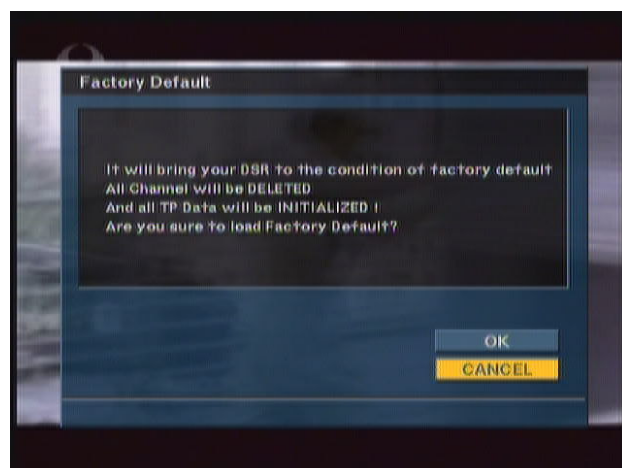 Factory Default
It will bring your DSR to the condition of factory default
All Channel will be DELETED
And all TP Data will be INITIALIZED !
Are you sure to load Factory Default?
OK
CANCEL